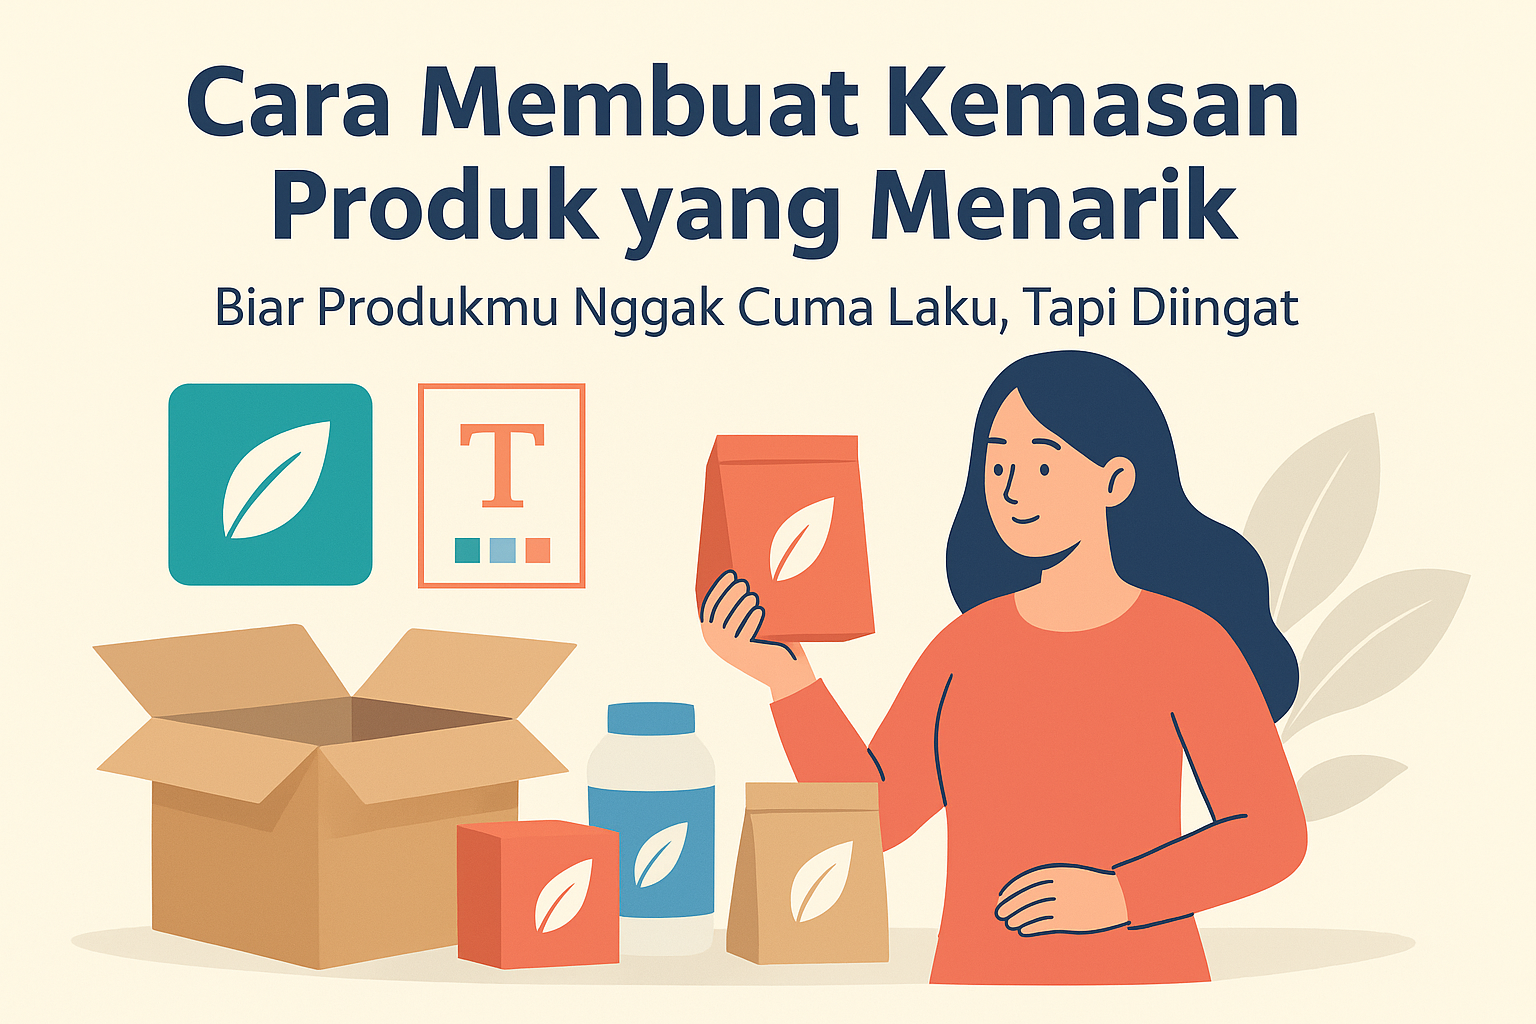 Cara Membuat Kemasan
Produk yang Menarik
Biar Produkmu Nggak Cuma Laku, Tapi Diingat
T